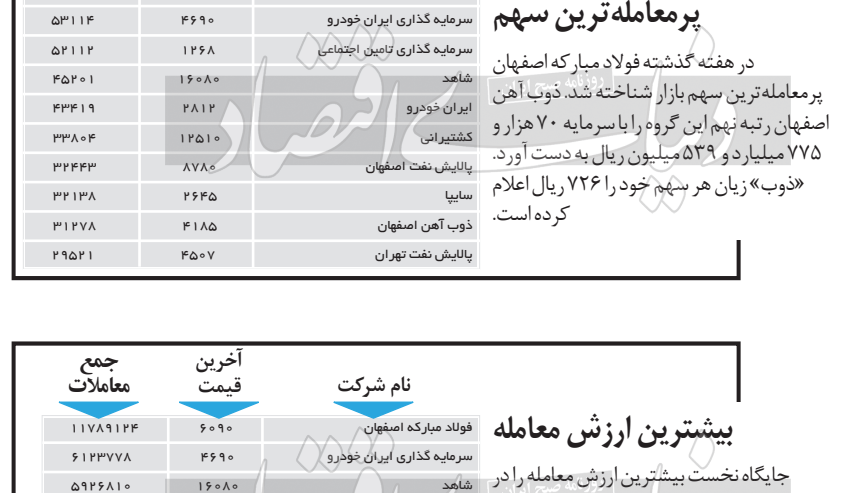 پرمعامله‌ترین سهم
در هفته گذشته فولاد مبارکه اصفهان
پرمعامله‌ترین سهم بازار شناخته شد. ذوب آهن
اصفهان رتبه نهم این گروه را با سرمایه ۷۰ هزار و
۷۷۵ میلیارد و ۵۳۹ میلیون ریال به دست آورد.
«ذوب» زیان هر سهم خود را ۷۲۶ ریال اعلام
کرده است.
سرمایه گذاری ایران خودرو ۴۶۹۰ ۵۳۱۱۴
سرمایه گذاری تامین اجتماعی ۱۲۶۸ ۵۲۱۱۲
شاهد ۱۶۰۸۰ ۴۵۲۰۱
ایران خودرو ۲۸۱۲ ۴۳۴۱۹
کشتیرانی ۱۲۵۱۰ ۳۳۸۰۴
پالایش نفت اصفهان ۸۷۸۰ ۳۲۴۴۳
سایپا ۲۶۴۵ ۳۲۱۳۸
ذوب آهن اصفهان ۴۱۸۵ ۳۱۲۷۸
پالایش نفت تهران ۴۵۰۷ ۲۹۵۲۱
بیشترین ارزش معامله
جایگاه نخست بیشترین ارزش معامله را در
نام شرکت آخرین قیمت جمع معاملات
فولاد مبارکه اصفهان ۶۰۹۰ ۱۱۷۸۹۱۲۴
سرمایه گذاری ایران خودرو ۴۶۹۰ ۶۱۲۳۷۷۸
شاهد ۱۶۰۸۰ ۵۹۲۶۸۱۰
دنیای اقتصاد
روزنامه صبح ایران